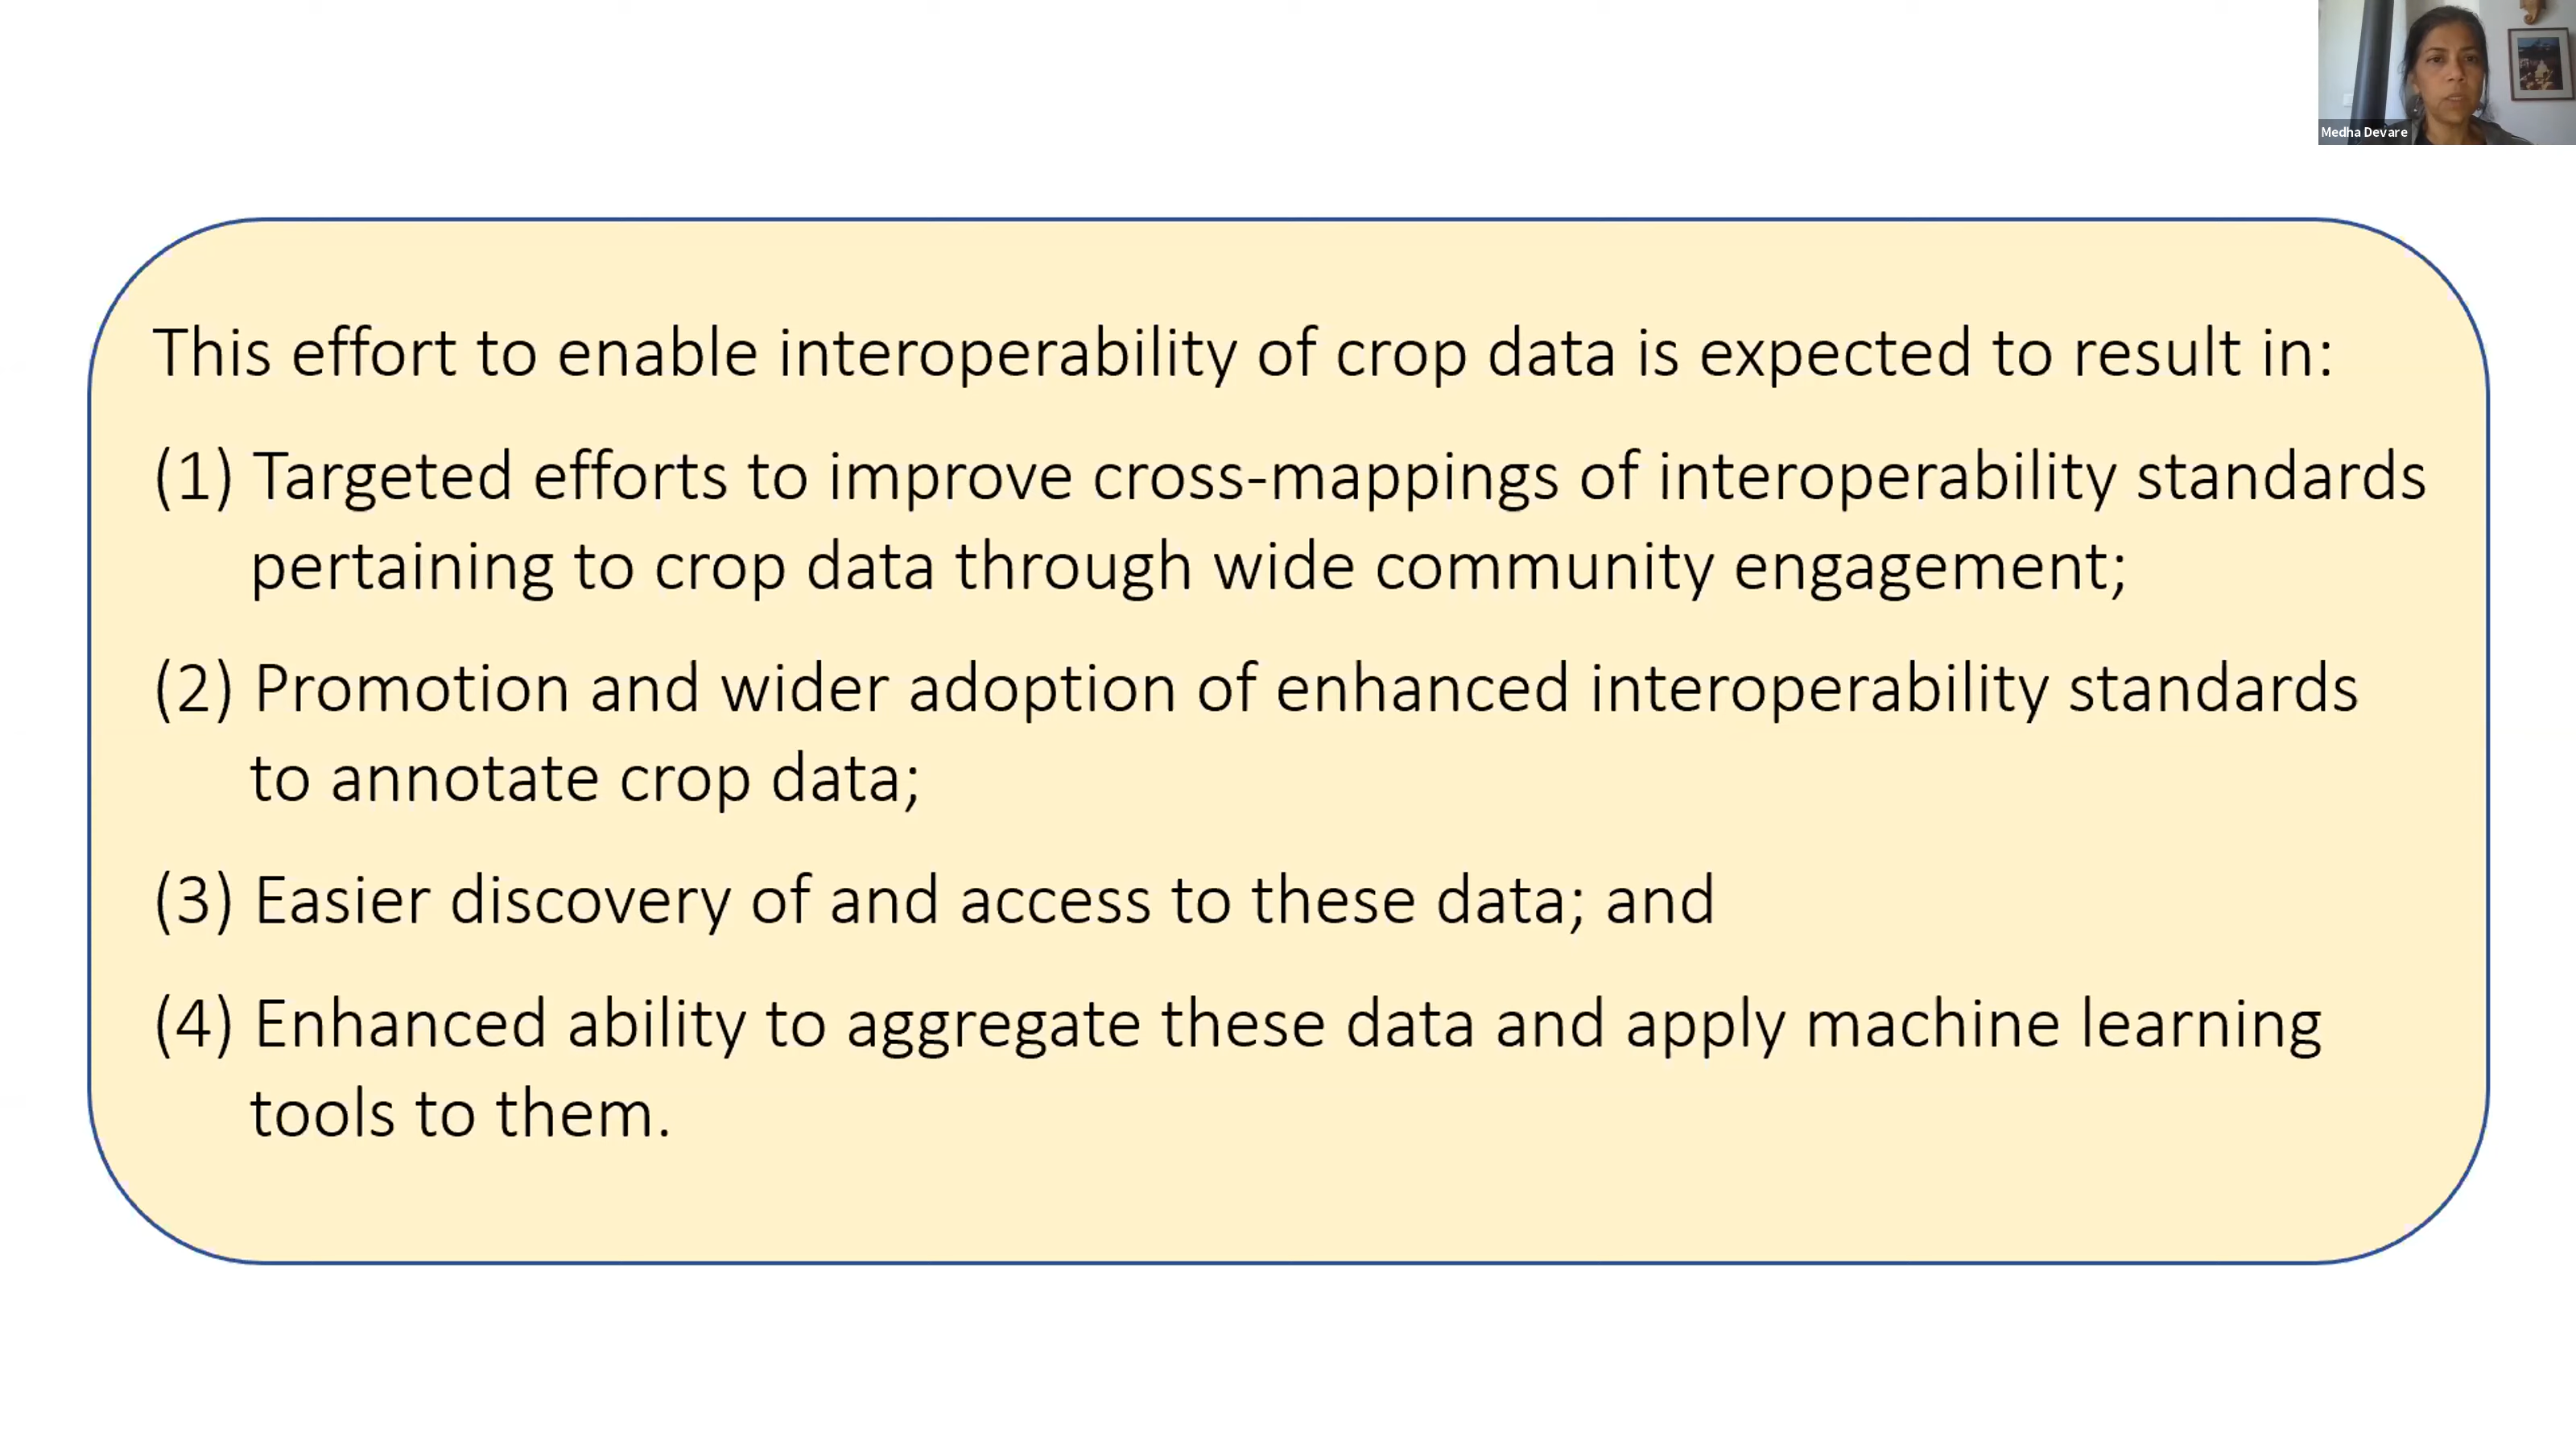 Medha Devare
This effort to enable interoperability of crop data is expected to result in:
(1) Targeted efforts to improve cross-mappings of interoperability standards
pertaining to crop data through wide community engagement;
(2) Promotion and wider adoption of enhanced interoperability standards
to annotate crop data;
(3) Easier discovery of and access to these data; and
(4) Enhanced ability to aggregate these data and apply machine learning
tools to them.